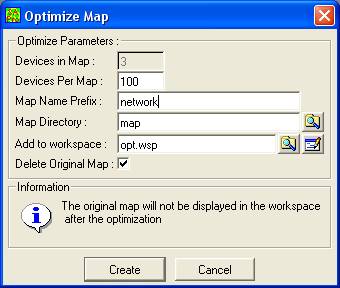 Optimize Map
Optimize Parameters :
Devices in Map : 3
Devices Per Map : 100
Map Name Prefix : network
Map Directory : map
Add to workspace : opt.wsp
Delete Original Map :
Information
The original map will not be displayed in the workspace
after the optimization
Create Cancel